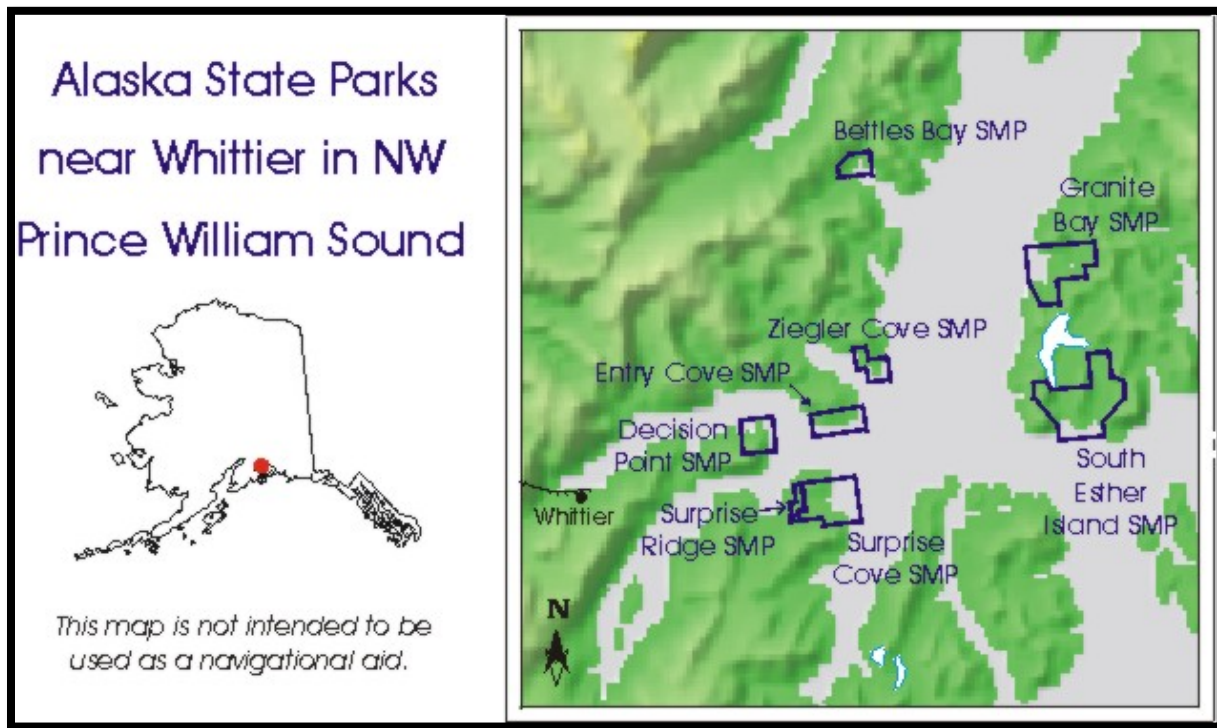 Alaska State Parks
near Whittier in NW
Prince William Sound
This map is not intended to be
used as a navigational aid.
Bettles Bay SMP
Granite
Bay SMP
Ziegler Cove SMP
Entry Cove SMP
Decision
Point SMP
Whittier
Surprise
Ridge SMP
Surprise
Cove SMP
South
Esther
Island SMP
N